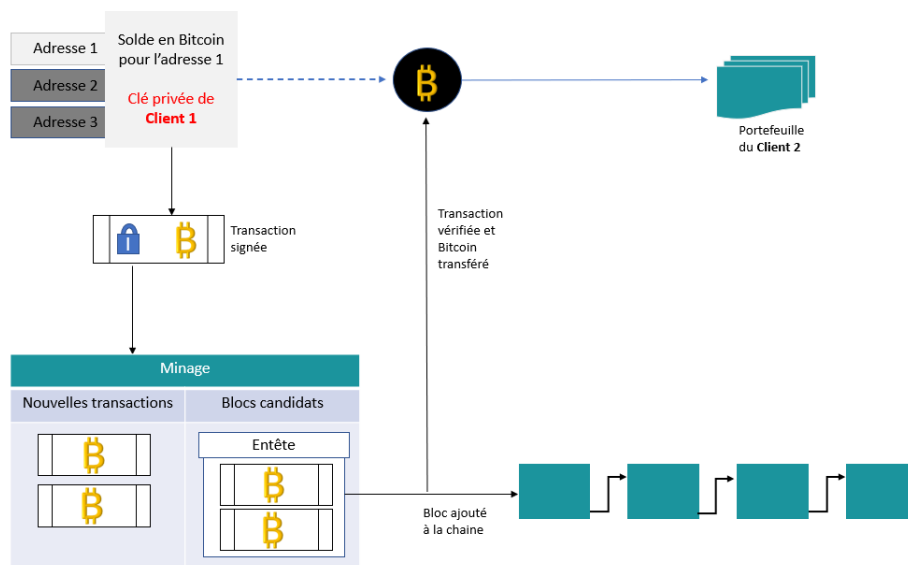 Adresse 1
Adresse 2
Adresse 3
Solde en Bitcoin
pour l'adresse 1
Clé privée de
Client 1
Portefeuille
du Client 2
Transaction
signée
Transaction
vérifiée et
Bitcoin
transféré
Minage
Nouvelles transactions
Blocs candidats
Entête
Bloc ajouté
à la chaine